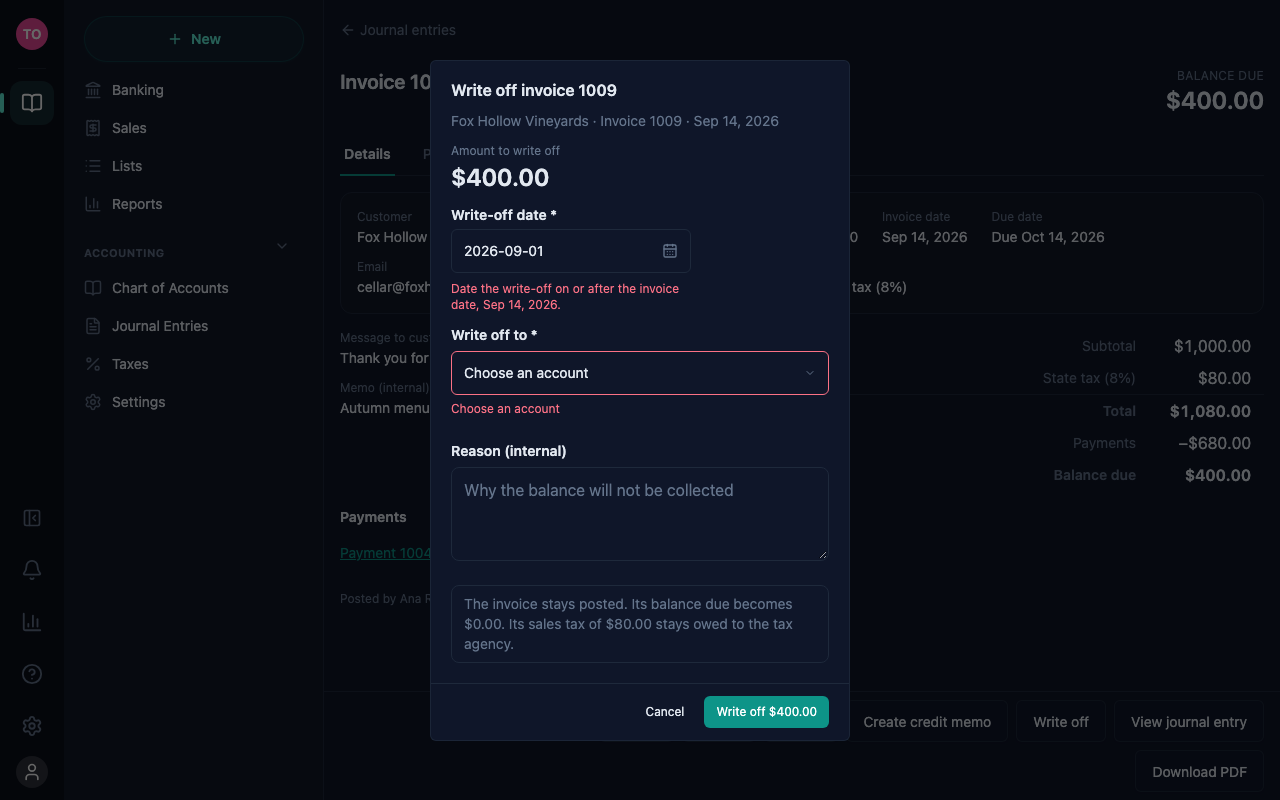 TO
New
Banking
Sales
Lists
Reports
ACCOUNTING
Chart of Accounts
Journal Entries
Taxes
Settings
Journal entries
Invoice 10
BALANCE DUE
$400.00
Details
P
Customer
Fox Hollow
0
Invoice date
Sep 14, 2026
Due date
Due Oct 14, 2026
Email
cellar@foxh
tax (8%)
Message to cus
Thank you for
Memo (internal)
Autumn menu
Subtotal
$1,000.00
State tax (8%)
$80.00
Total
$1,080.00
Payments
–$680.00
Balance due
$400.00
Payments
Payment 1004
Posted by Ana R
Create credit memo
Write off
View journal entry
Download PDF
Write off invoice 1009
Fox Hollow Vineyards · Invoice 1009 · Sep 14, 2026
Amount to write off
$400.00
Write-off date *
2026-09-01
Date the write-off on or after the invoice
date, Sep 14, 2026.
Write off to *
Choose an account
Choose an account
Reason (internal)
Why the balance will not be collected
The invoice stays posted. Its balance due becomes
$0.00. Its sales tax of $80.00 stays owed to the tax
agency.
Cancel
Write off $400.00